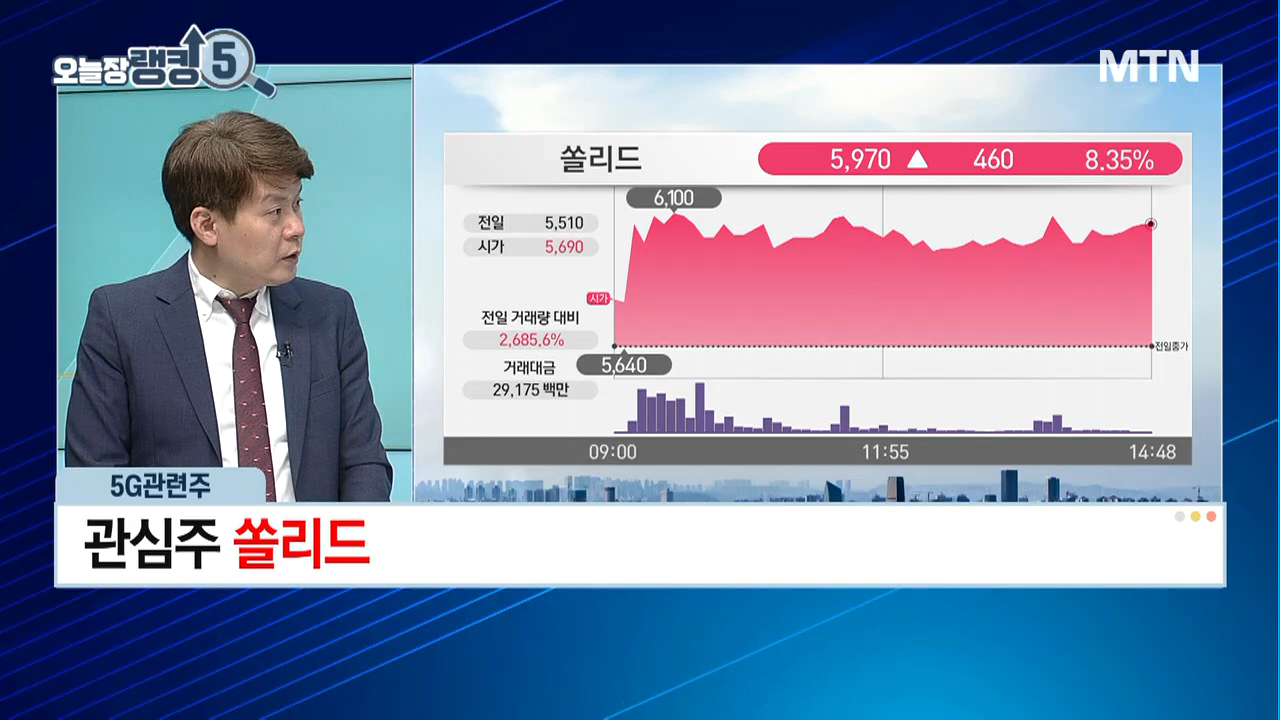 오늘장 랭킹 5
MTN
쏠리드
5,970 ▲ 460 8.35%
6,100
전일 5,510
시가 5,690
시가
전일 거래량 대비
2,685.6%
전일종가
거래대금
5,640
29,175 백만
09:00 11:55 14:48
5G관련주
관심주 쏠리드